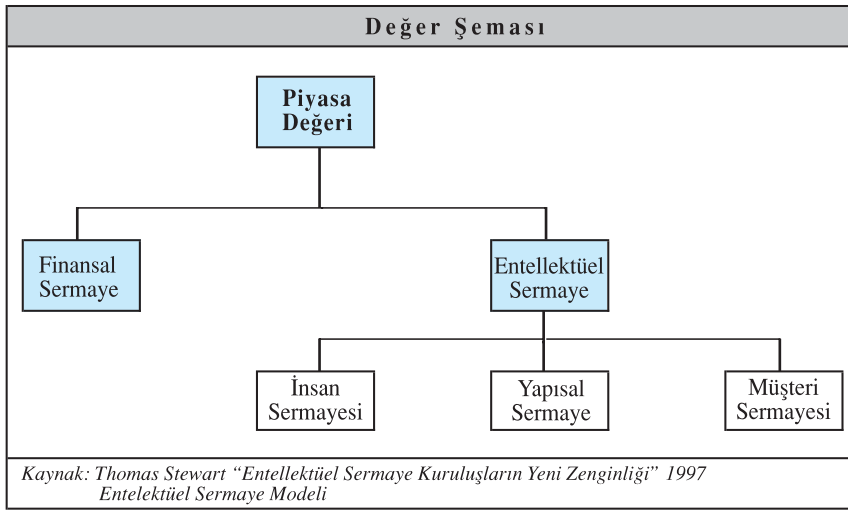 Değer Şeması
Piyasa
Değeri
Finansal
Sermaye
Entellektüel
Sermaye
İnsan
Sermayesi
Yapısal
Sermaye
Müşteri
Sermayesi
Kaynak: Thomas Stewart “Entellektüel Sermaye Kuruluşların Yeni Zenginliği” 1997
Entelektüel Sermaye Modeli